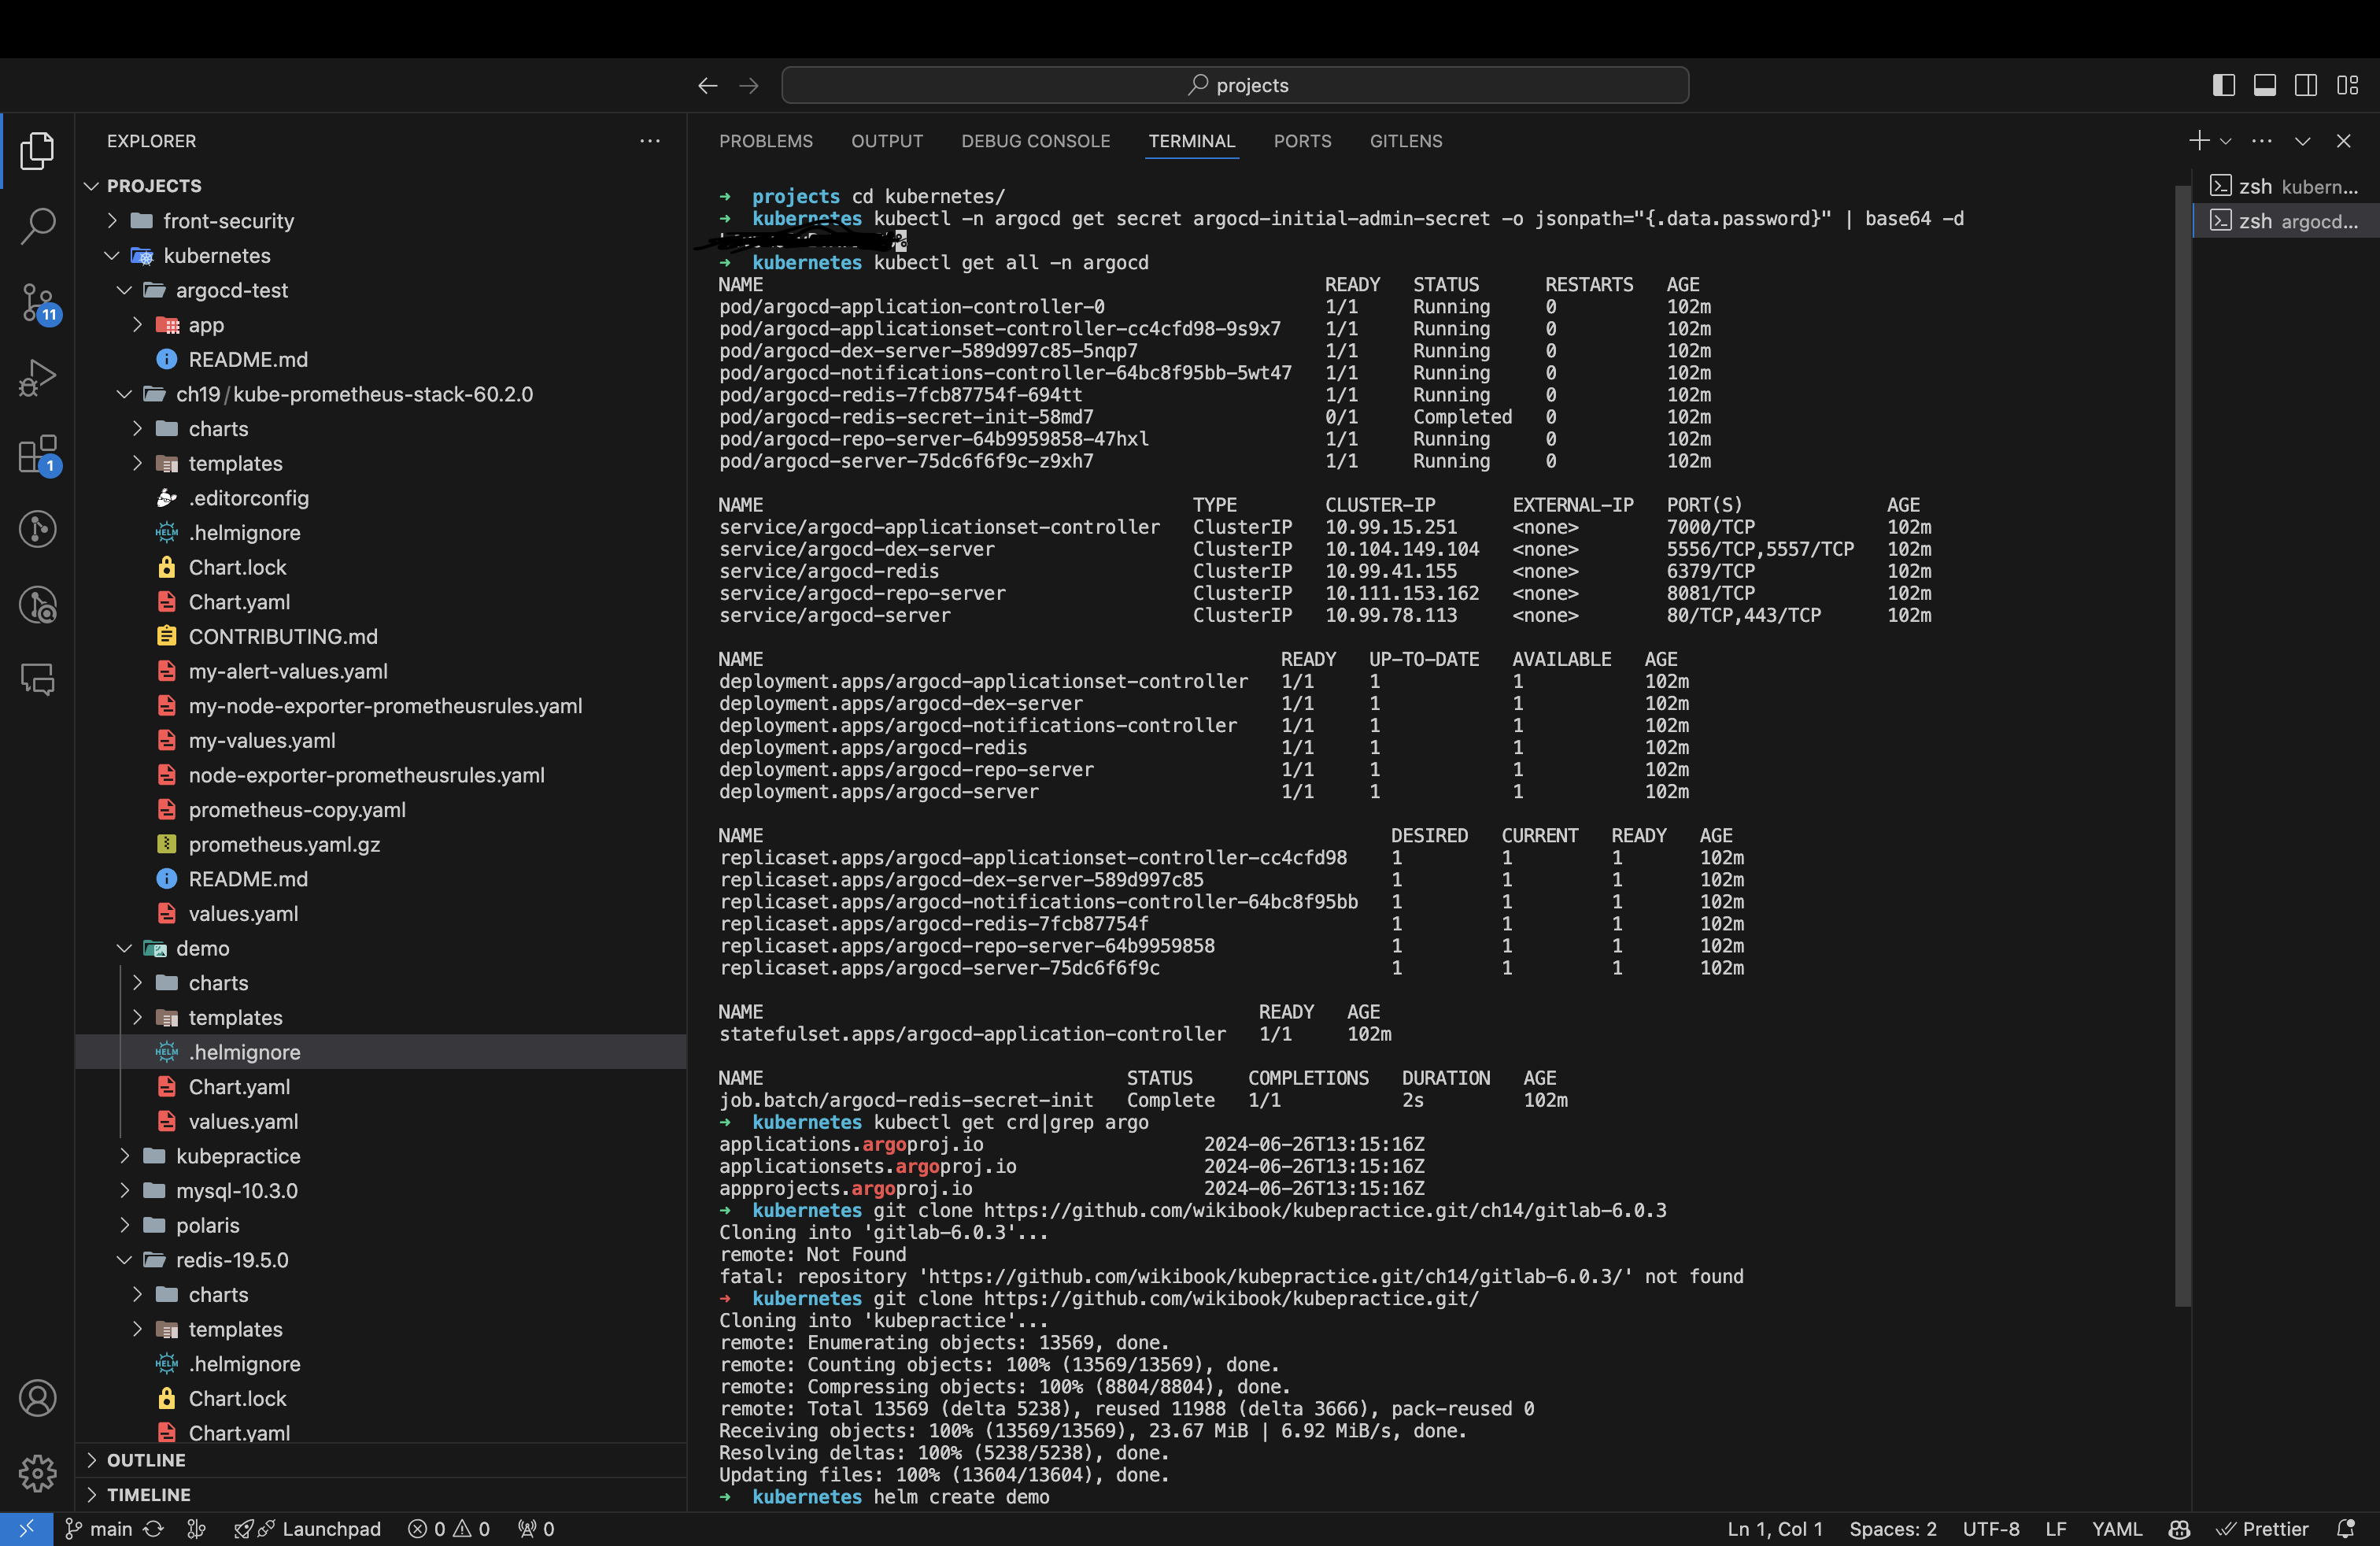 projects
EXPLORER
PROJECTS
front-security
kubernetes
argocd-test
app
README.md
ch19/kube-prometheus-stack-60.2.0
charts
templates
.editorconfig
.helmignore
Chart.lock
Chart.yaml
CONTRIBUTING.md
my-alert-values.yaml
my-node-exporter-prometheusrules.yaml
my-values.yaml
node-exporter-prometheusrules.yaml
prometheus-copy.yaml
prometheus.yaml.gz
README.md
values.yaml
demo
charts
templates
.helmignore
Chart.yaml
values.yaml
kubepractice
mysql-10.3.0
polaris
redis-19.5.0
charts
templates
.helmignore
Chart.lock
Chart.yaml
OUTLINE
TIMELINE
11
1
PROBLEMS OUTPUT DEBUG CONSOLE TERMINAL PORTS GITLENS
→ projects cd kubernetes/
→ kubernetes kubectl -n argocd get secret argocd-initial-admin-secret -o jsonpath="{.data.password}" | base64 -d
%
→ kubernetes kubectl get all -n argocd
NAME READY STATUS RESTARTS AGE
pod/argocd-application-controller-0 1/1 Running 0 102m
pod/argocd-applicationset-controller-cc4cfd98-9s9x7 1/1 Running 0 102m
pod/argocd-dex-server-589d997c85-5nqp7 1/1 Running 0 102m
pod/argocd-notifications-controller-64bc8f95bb-5wt47 1/1 Running 0 102m
pod/argocd-redis-7fcb87754f-694tt 1/1 Running 0 102m
pod/argocd-redis-secret-init-58md7 0/1 Completed 0 102m
pod/argocd-repo-server-64b9959858-47hxl 1/1 Running 0 102m
pod/argocd-server-75dc6f6f9c-z9xh7 1/1 Running 0 102m
NAME TYPE CLUSTER-IP EXTERNAL-IP PORT(S) AGE
service/argocd-applicationset-controller ClusterIP 10.99.15.251 <none> 7000/TCP 102m
service/argocd-dex-server ClusterIP 10.104.149.104 <none> 5556/TCP,5557/TCP 102m
service/argocd-redis ClusterIP 10.99.41.155 <none> 6379/TCP 102m
service/argocd-repo-server ClusterIP 10.111.153.162 <none> 8081/TCP 102m
service/argocd-server ClusterIP 10.99.78.113 <none> 80/TCP,443/TCP 102m
NAME READY UP-TO-DATE AVAILABLE AGE
deployment.apps/argocd-applicationset-controller 1/1 1 1 102m
deployment.apps/argocd-dex-server 1/1 1 1 102m
deployment.apps/argocd-notifications-controller 1/1 1 1 102m
deployment.apps/argocd-redis 1/1 1 1 102m
deployment.apps/argocd-repo-server 1/1 1 1 102m
deployment.apps/argocd-server 1/1 1 1 102m
NAME DESIRED CURRENT READY AGE
replicaset.apps/argocd-applicationset-controller-cc4cfd98 1 1 1 102m
replicaset.apps/argocd-dex-server-589d997c85 1 1 1 102m
replicaset.apps/argocd-notifications-controller-64bc8f95bb 1 1 1 102m
replicaset.apps/argocd-redis-7fcb87754f 1 1 1 102m
replicaset.apps/argocd-repo-server-64b9959858 1 1 1 102m
replicaset.apps/argocd-server-75dc6f6f9c 1 1 1 102m
NAME READY AGE
statefulset.apps/argocd-application-controller 1/1 102m
NAME STATUS COMPLETIONS DURATION AGE
job.batch/argocd-redis-secret-init Complete 1/1 2s 102m
→ kubernetes kubectl get crd|grep argo
applications.argoproj.io 2024-06-26T13:15:16Z
applicationsets.argoproj.io 2024-06-26T13:15:16Z
appprojects.argoproj.io 2024-06-26T13:15:16Z
→ kubernetes git clone https://github.com/wikibook/kubepractice.git/ch14/gitlab-6.0.3
Cloning into 'gitlab-6.0.3'...
remote: Not Found
fatal: repository 'https://github.com/wikibook/kubepractice.git/ch14/gitlab-6.0.3/' not found
→ kubernetes git clone https://github.com/wikibook/kubepractice.git/
Cloning into 'kubepractice'...
remote: Enumerating objects: 13569, done.
remote: Counting objects: 100% (13569/13569), done.
remote: Compressing objects: 100% (8804/8804), done.
remote: Total 13569 (delta 5238), reused 11988 (delta 3666), pack-reused 0
Receiving objects: 100% (13569/13569), 23.67 MiB | 6.92 MiB/s, done.
Resolving deltas: 100% (5238/5238), done.
Updating files: 100% (13604/13604), done.
→ kubernetes helm create demo
zsh kubern...
zsh argocd...
main Launchpad 0 0 0 Ln 1, Col 1 Spaces: 2 UTF-8 LF YAML Prettier